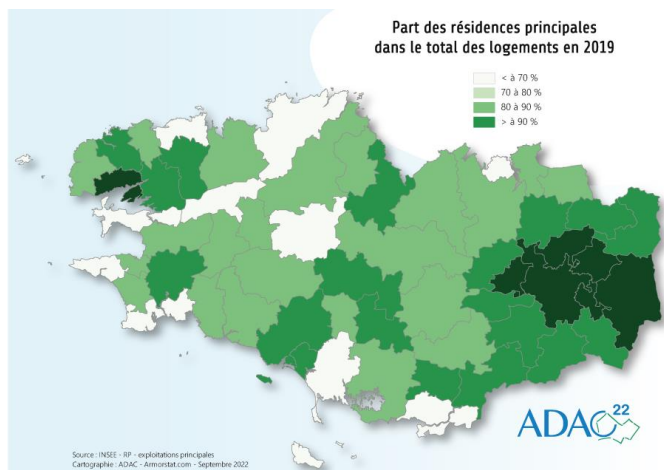 Part des résidences principales
dans le total des logements en 2019
< à 70 %
70 à 80 %
80 à 90 %
> à 90 %
ADAC 22
Source : INSEE - RP - exploitations principales
Cartographie : ADAC - Armorstat.com - Septembre 2022